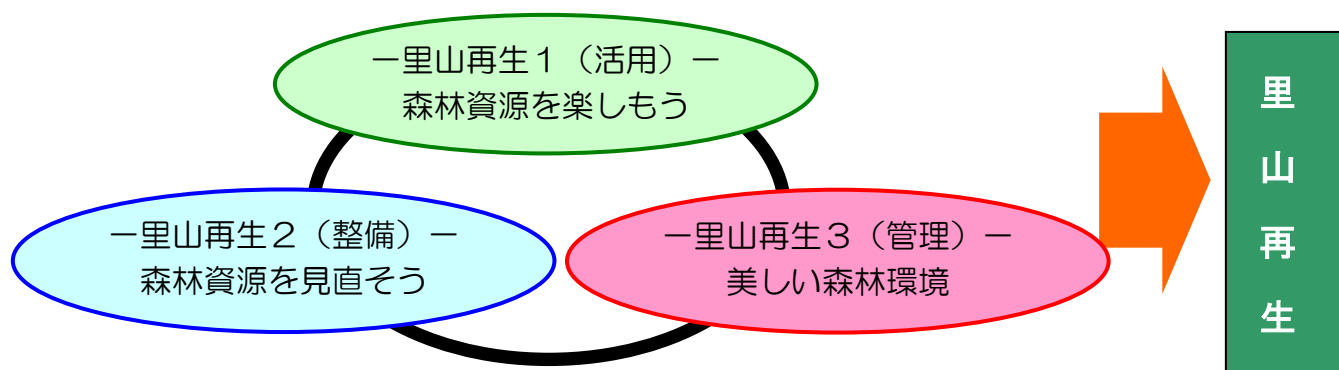 －里山再生１（活用）－
森林資源を楽しもう
－里山再生２（整備）－
森林資源を見直そう
－里山再生３（管理）－
美しい森林環境
里山再生